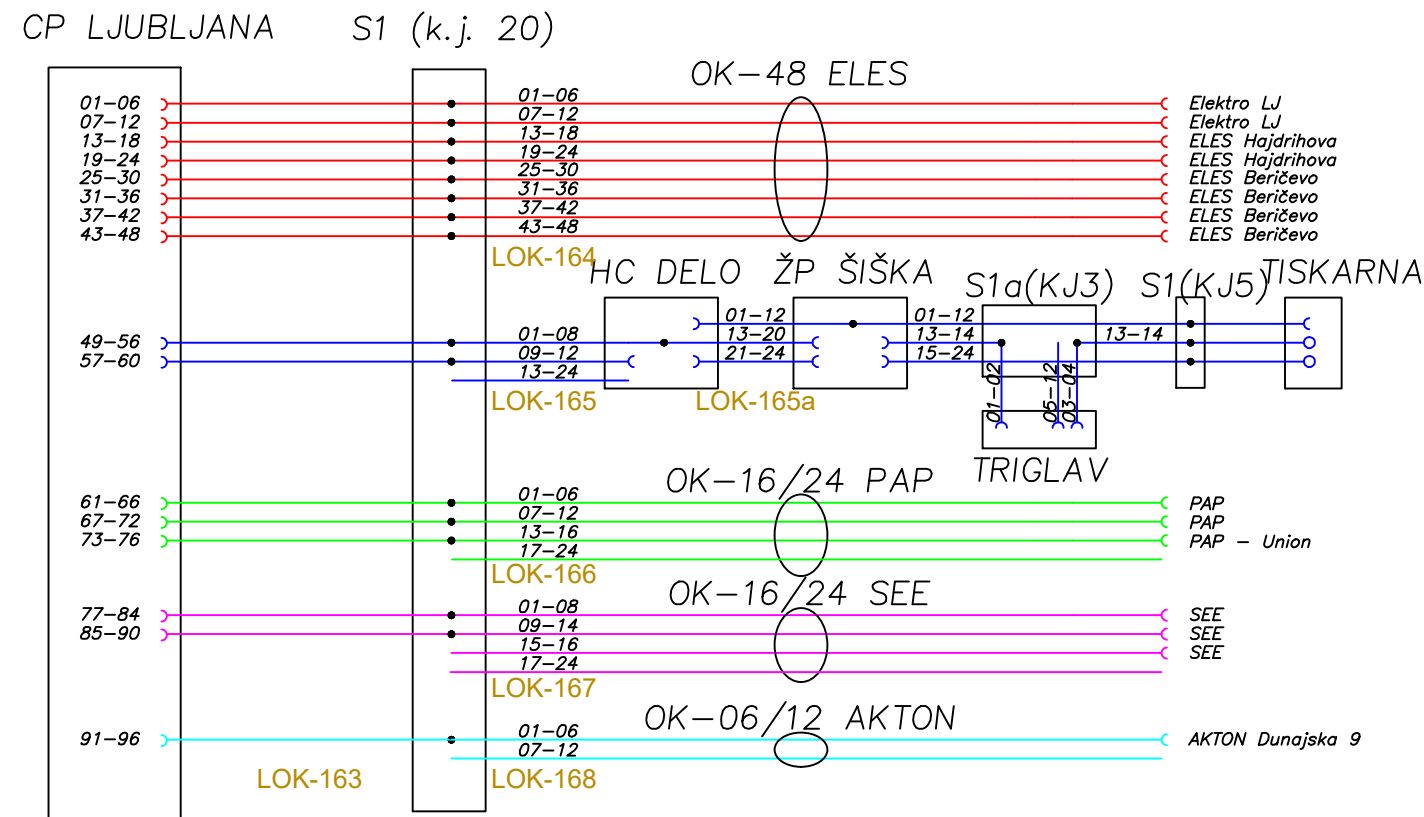 CP LJUBLJANA
S1 (k.j. 20)
OK-48 ELES
01-06
01-06
Elektro LJ
07-12
07-12
Elektro LJ
13-18
13-18
ELES Hajdrihova
19-24
19-24
ELES Hajdrihova
25-30
25-30
ELES Beričevo
31-36
31-36
ELES Beričevo
37-42
37-42
ELES Beričevo
43-48
43-48
ELES Beričevo
LOK-164
HC DELO
ŽP ŠIŠKA
S1a(KJ3)
S1(KJ5)
TISKARNA
01-12
01-12
49-56
01-08
13-20
13-14
13-14
57-60
09-12
21-24
15-24
13-24
LOK-165
LOK-165a
01-02
05-12
03-04
TRIGLAV
OK-16/24 PAP
61-66
01-06
PAP
67-72
07-12
PAP
73-76
13-16
PAP - Union
17-24
LOK-166
OK-16/24 SEE
77-84
01-08
SEE
85-90
09-14
SEE
15-16
SEE
17-24
LOK-167
OK-06/12 AKTON
91-96
01-06
AKTON Dunajska 9
07-12
LOK-163
LOK-168